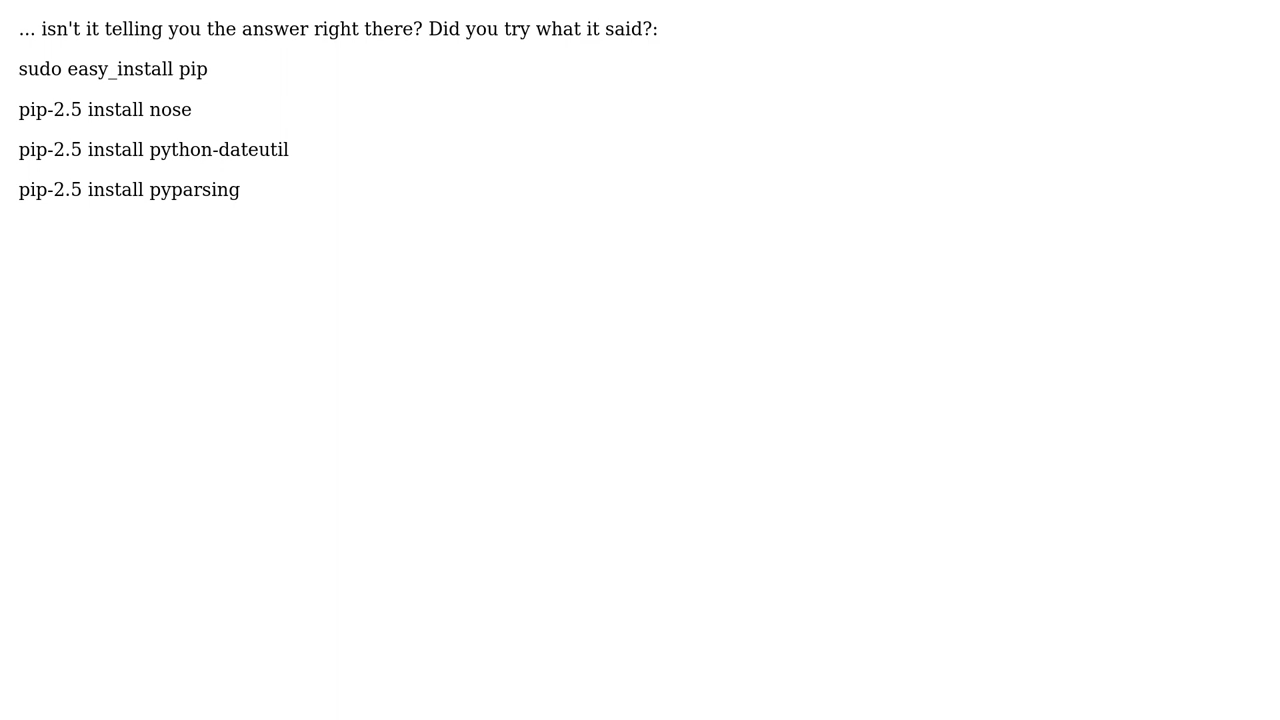 ... isn't it telling you the answer right there? Did you try what it said?:
sudo easy_install pip
pip-2.5 install nose
pip-2.5 install python-dateutil
pip-2.5 install pyparsing